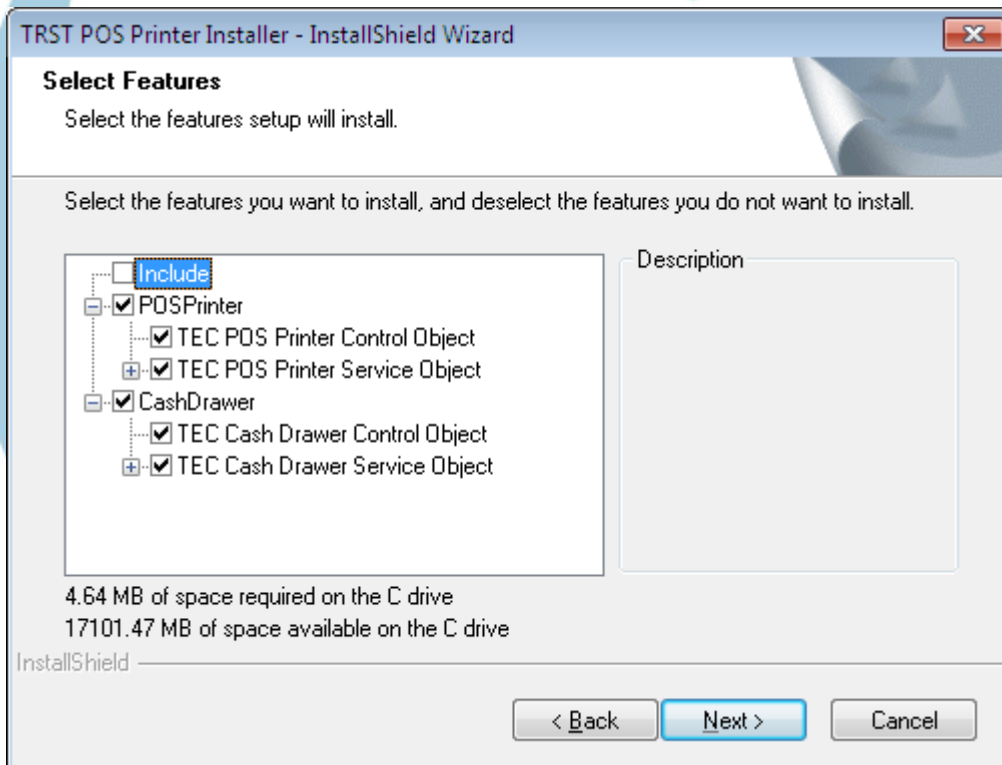 TRST POS Printer Installer - InstallShield Wizard
Select Features
Select the features setup will install.
Select the features you want to install, and deselect the features you do not want to install.
Include
POSPrinter
TEC POS Printer Control Object
TEC POS Printer Service Object
CashDrawer
TEC Cash Drawer Control Object
TEC Cash Drawer Service Object
Description
4.64 MB of space required on the C drive
17101.47 MB of space available on the C drive
InstallShield
< Back Next > Cancel